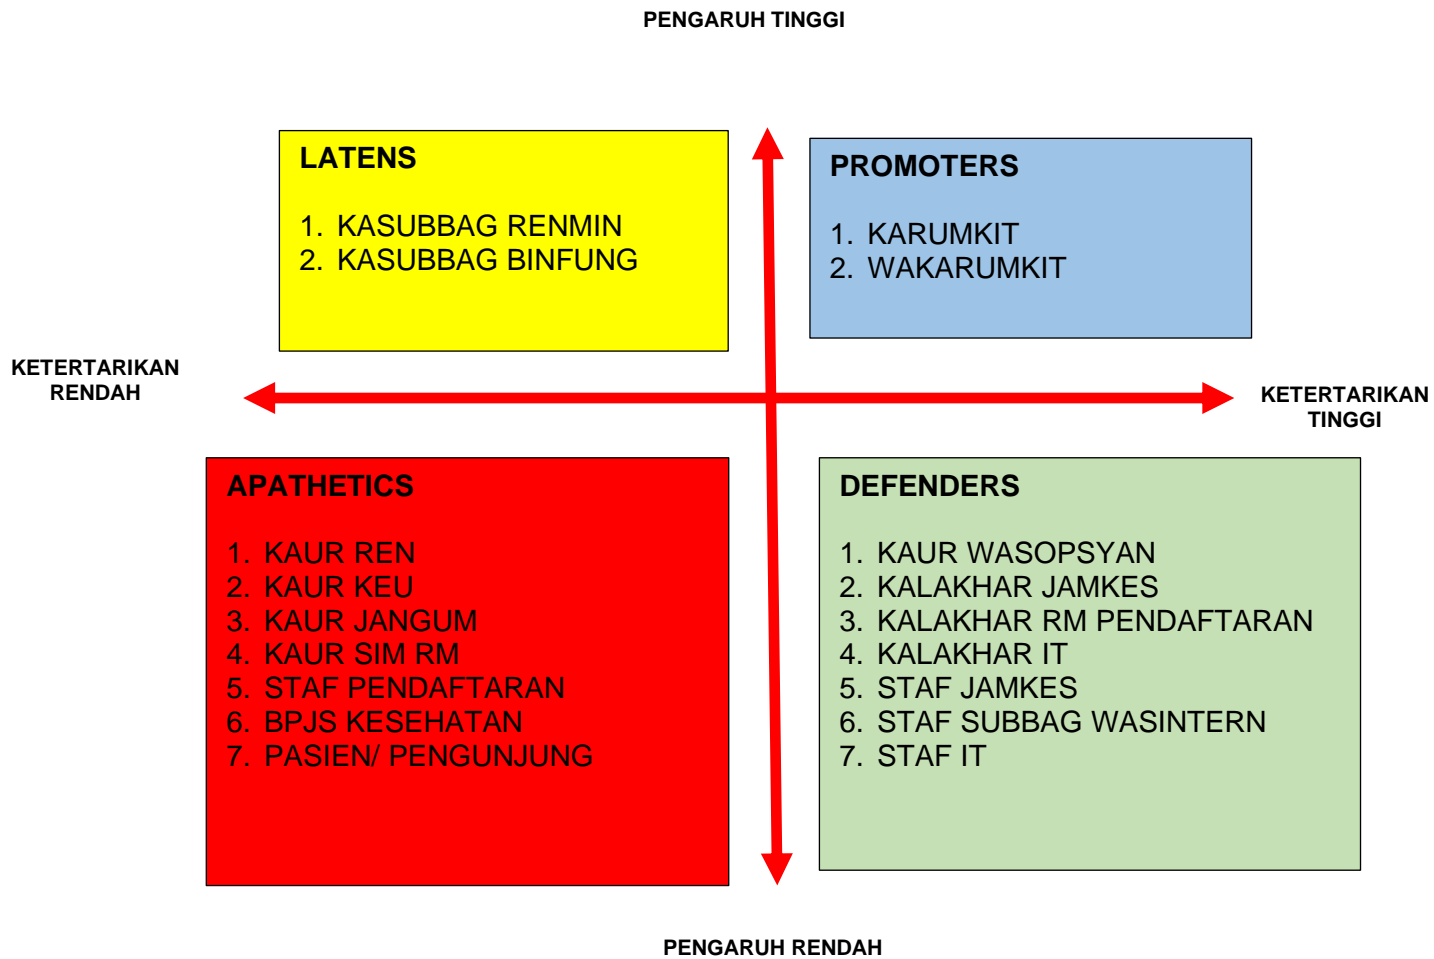 PENGARUH TINGGI
LATENS
1. KASUBBAG RENMIN
2. KASUBBAG BINFUNG
PROMOTERS
1. KARUMKIT
2. WAKARUMKIT
KETERTARIKAN
RENDAH
KETERTARIKAN
TINGGI
APATHETICS
1. KAUR REN
2. KAUR KEU
3. KAUR JANGUM
4. KAUR SIM RM
5. STAF PENDAFTARAN
6. BPJS KESEHATAN
7. PASIEN/ PENGUNJUNG
DEFENDERS
1. KAUR WASOPSYAN
2. KALAKHAR JAMKES
3. KALAKHAR RM PENDAFTARAN
4. KALAKHAR IT
5. STAF JAMKES
6. STAF SUBBAG WASINTERN
7. STAF IT
PENGARUH RENDAH